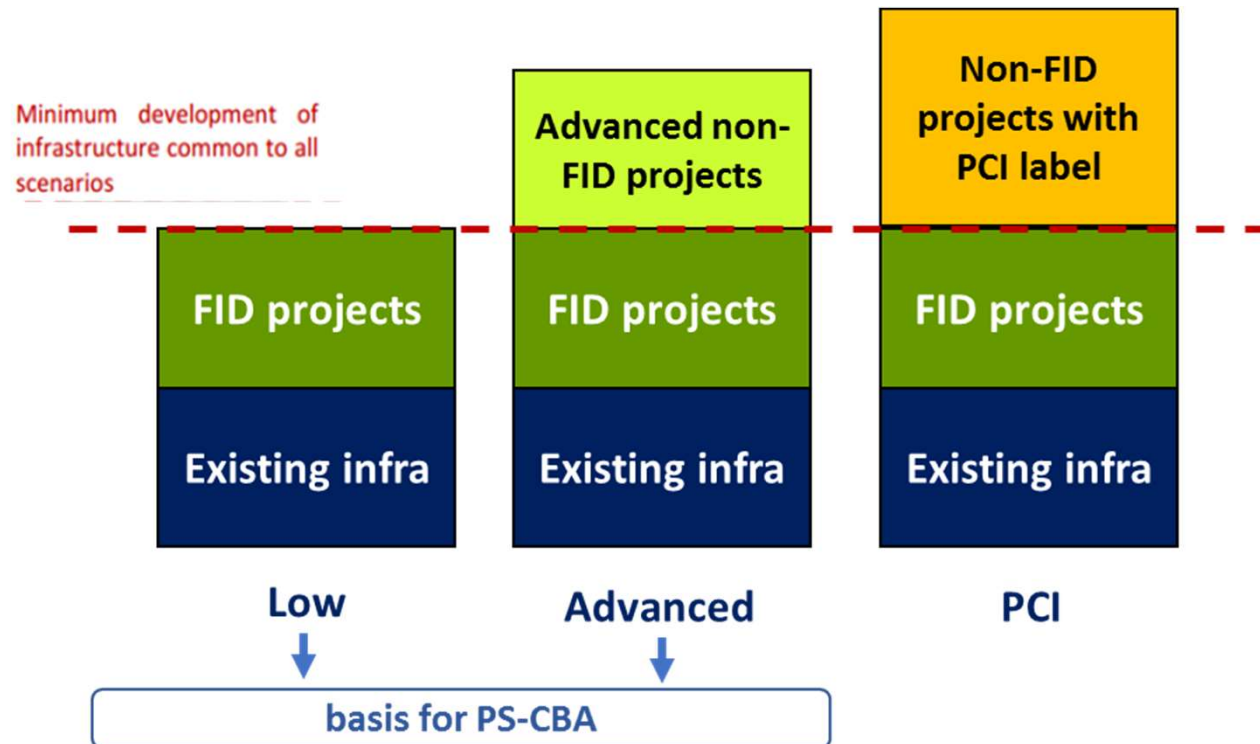 Minimum development of
infrastructure common to all
scenarios
Advanced non-
FID projects
Non-FID
projects with
PCI label
FID projects
FID projects
FID projects
Existing infra
Existing infra
Existing infra
Low
Advanced
PCI
basis for PS-CBA